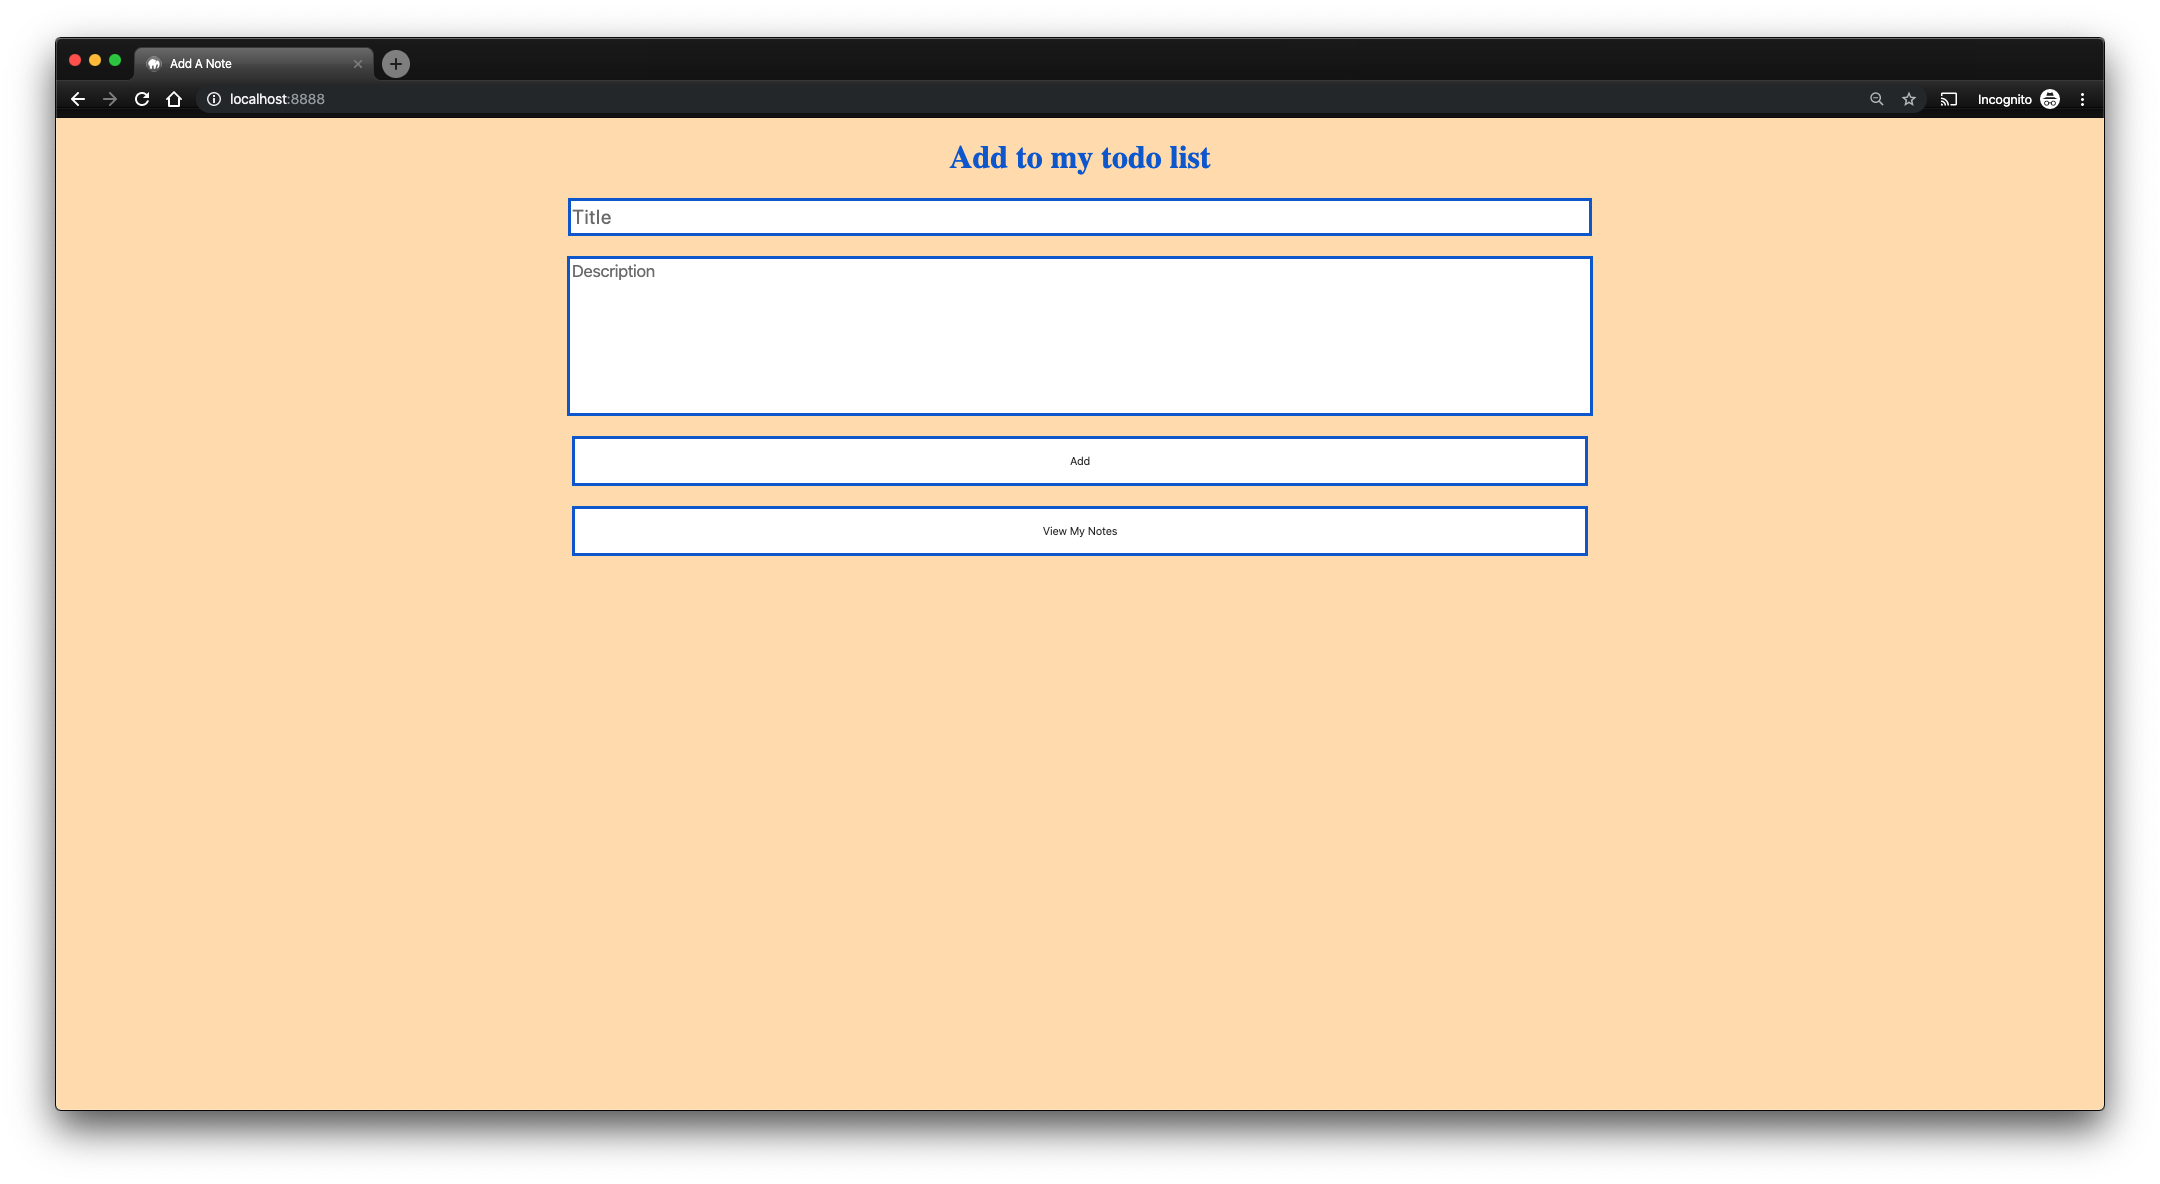 Add A Note
localhost:8888
Incognito
Add to my todo list
Title
Description
Add
View My Notes